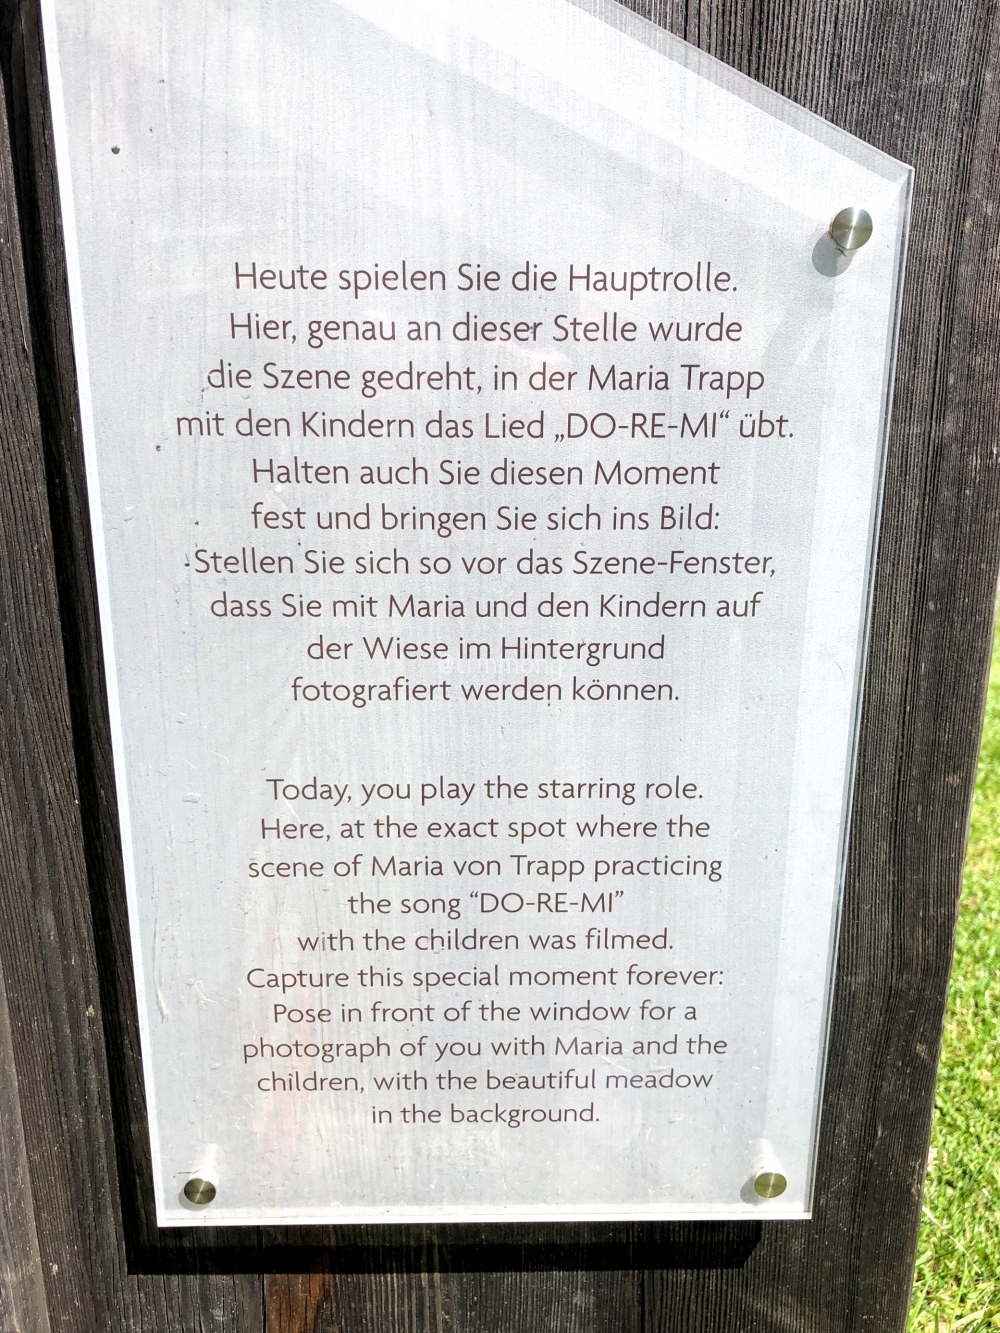 Heute spielen Sie die Hauptrolle.
Hier, genau an dieser Stelle wurde
die Szene gedreht, in der Maria Trapp
mit den Kindern das Lied „DO-RE-MI“ übt.
Halten auch Sie diesen Moment
fest und bringen Sie sich ins Bild:
Stellen Sie sich so vor das Szene-Fenster,
dass Sie mit Maria und den Kindern auf
der Wiese im Hintergrund
fotografiert werden können.
Today, you play the starring role.
Here, at the exact spot where the
scene of Maria von Trapp practicing
the song “DO-RE-MI”
with the children was filmed.
Capture this special moment forever:
Pose in front of the window for a
photograph of you with Maria and the
children, with the beautiful meadow
in the background.